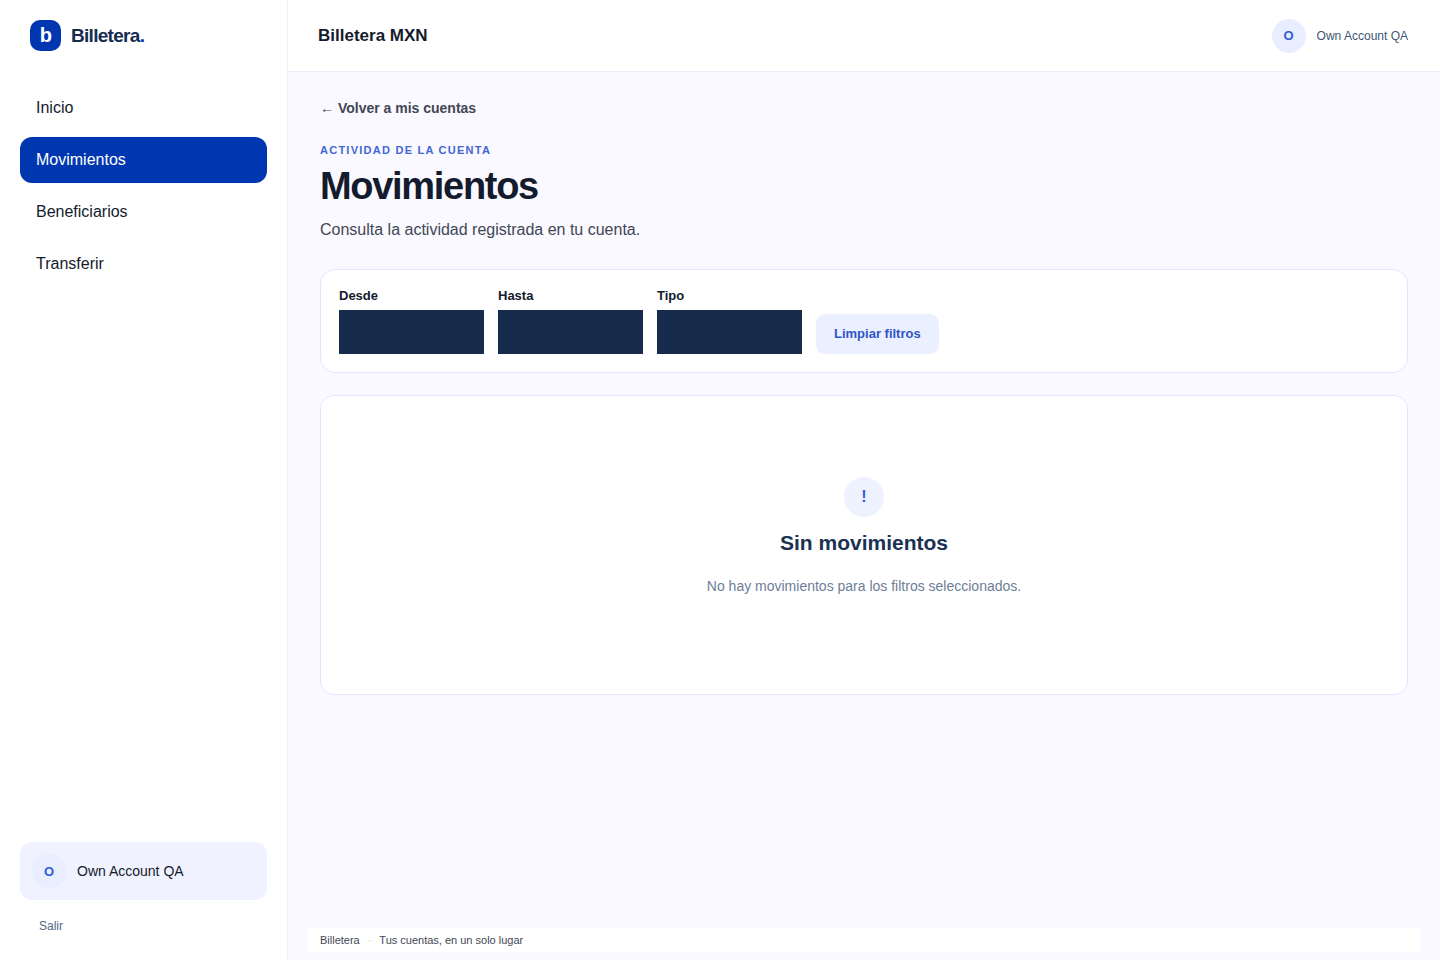 b Billetera.
Inicio
Movimientos
Beneficiarios
Transferir
O Own Account QA
Salir
Billetera MXN
O Own Account QA
← Volver a mis cuentas
ACTIVIDAD DE LA CUENTA
Movimientos
Consulta la actividad registrada en tu cuenta.
Desde Hasta Tipo
Limpiar filtros
!
Sin movimientos
No hay movimientos para los filtros seleccionados.
Billetera · Tus cuentas, en un solo lugar